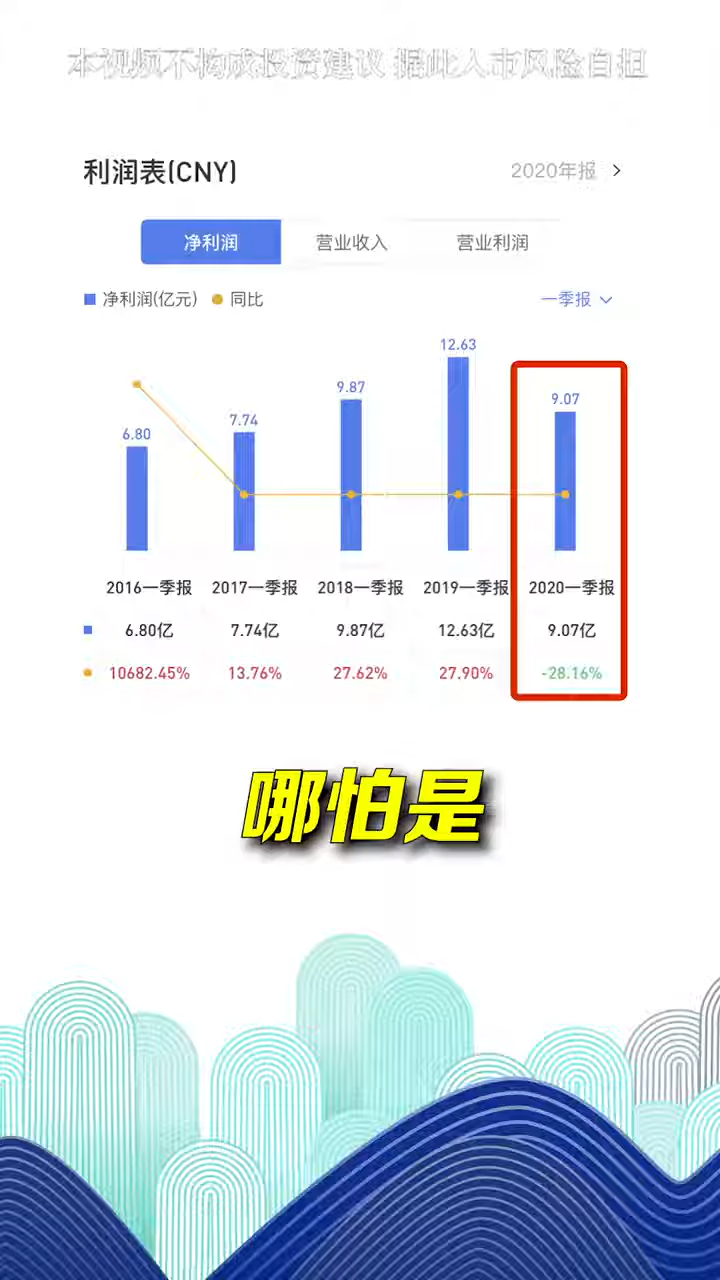 本视频不构成投资建议 据此入市风险自担
利润表(CNY) 2020年报
净利润 营业收入 营业利润
净利润(亿元) 同比 一季报
12.63
9.87
9.07
7.74
6.80
2016一季报 2017一季报 2018一季报 2019一季报 2020一季报
6.80亿 7.74亿 9.87亿 12.63亿 9.07亿
10682.45% 13.76% 27.62% 27.90% -28.16%
哪怕是